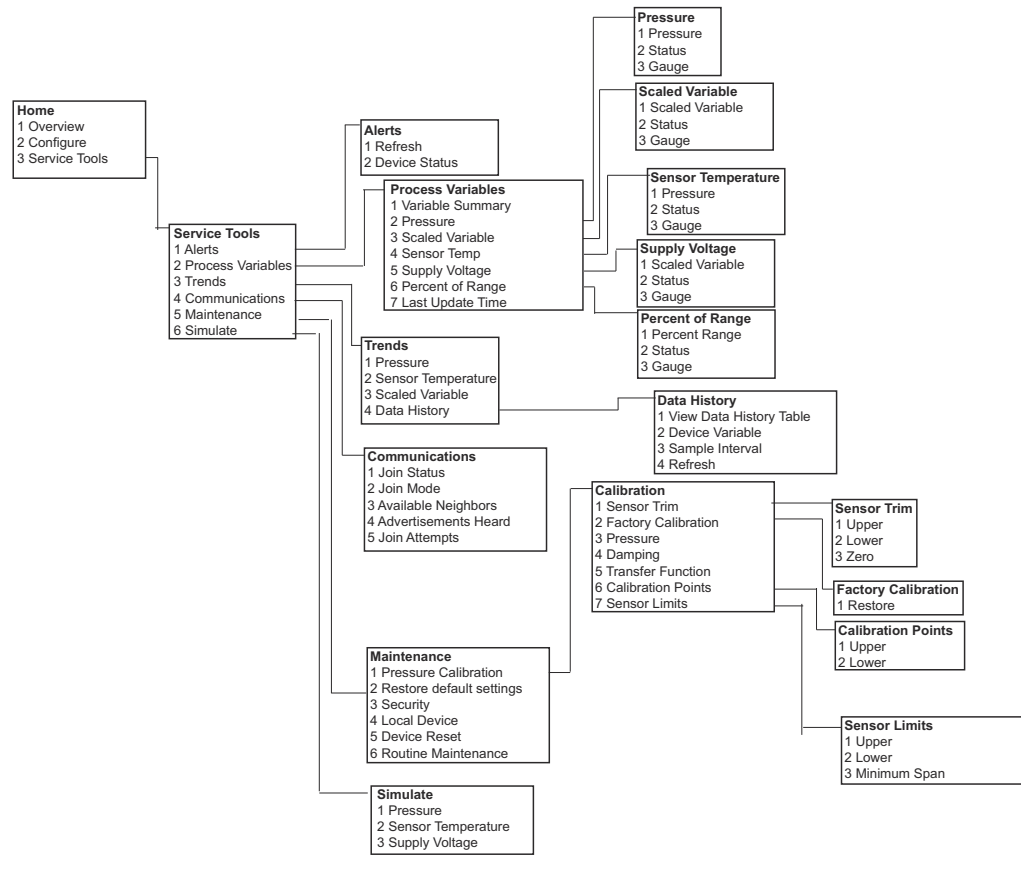 Home
1 Overview
2 Configure
3 Service Tools
Service Tools
1 Alerts
2 Process Variables
3 Trends
4 Communications
5 Maintenance
6 Simulate
Alerts
1 Refresh
2 Device Status
Process Variables
1 Variable Summary
2 Pressure
3 Scaled Variable
4 Sensor Temp
5 Supply Voltage
6 Percent of Range
7 Last Update Time
Pressure
1 Pressure
2 Status
3 Gauge
Scaled Variable
1 Scaled Variable
2 Status
3 Gauge
Sensor Temperature
1 Pressure
2 Status
3 Gauge
Supply Voltage
1 Scaled Variable
2 Status
3 Gauge
Percent of Range
1 Percent Range
2 Status
3 Gauge
Trends
1 Pressure
2 Sensor Temperature
3 Scaled Variable
4 Data History
Data History
1 View Data History Table
2 Device Variable
3 Sample Interval
4 Refresh
Communications
1 Join Status
2 Join Mode
3 Available Neighbors
4 Advertisements Heard
5 Join Attempts
Maintenance
1 Pressure Calibration
2 Restore default settings
3 Security
4 Local Device
5 Device Reset
6 Routine Maintenance
Calibration
1 Sensor Trim
2 Factory Calibration
3 Pressure
4 Damping
5 Transfer Function
6 Calibration Points
7 Sensor Limits
Sensor Trim
1 Upper
2 Lower
3 Zero
Factory Calibration
1 Restore
Calibration Points
1 Upper
2 Lower
Sensor Limits
1 Upper
2 Lower
3 Minimum Span
Simulate
1 Pressure
2 Sensor Temperature
3 Supply Voltage